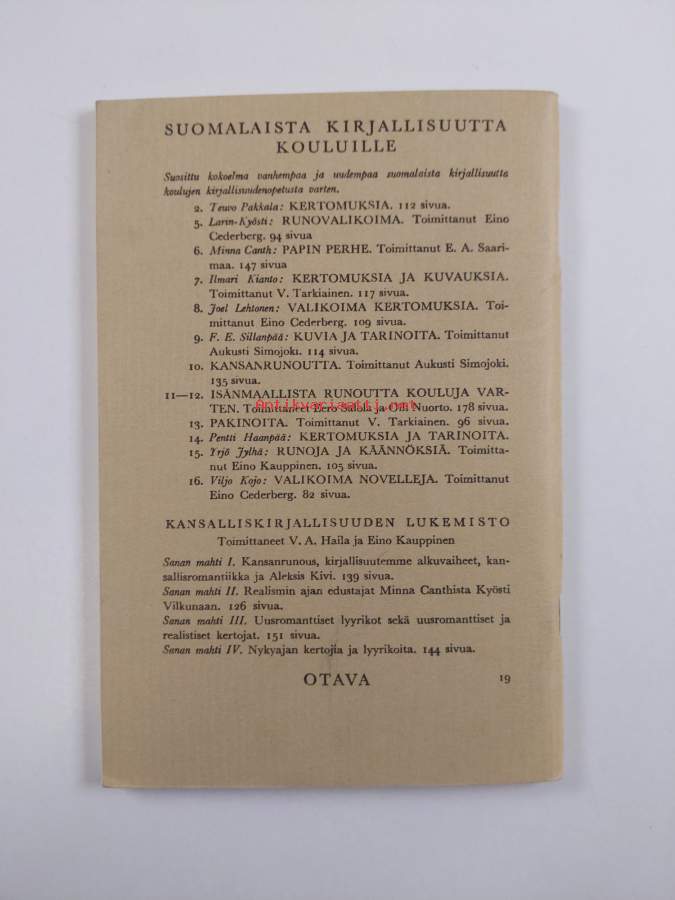 SUOMALAISTA KIRJALLISUUTTA
KOULUILLE
Suosittu kokoelma vanhempaa ja uudempaa suomalaista kirjallisuutta
koulujen kirjallisuudenopetusta varten.
2. Teuvo Pakkala: KERTOMUKSIA. 112 sivua.
5. Larin-Kyösti: RUNOVALIKOIMA. Toimittanut Eino
Cederberg. 94 sivua
6. Minna Canth: PAPIN PERHE. Toimittanut E. A. Saari-
maa. 147 sivua
7. Ilmari Kianto: KERTOMUKSIA JA KUVAUKSIA.
Toimittanut V. Tarkiainen. 117 sivua.
8. Joel Lehtonen: VALIKOIMA KERTOMUKSIA. Toi-
mittanut Eino Cederberg. 109 sivua.
9. F. E. Sillanpää: KUVIA JA TARINOITA. Toimittanut
Aukusti Simojoki. 114 sivua.
10. KANSANRUNOUTTA. Toimittanut Aukusti Simojoki.
135 sivua.
11—12. ISÄNMAALLISTA RUNOUTTA KOULUJA VAR-
TEN. Toimittaneet Eero Salola ja Olli Nuorto. 178 sivua.
Antikvariaatti.net
13. PAKINOITA. Toimittanut V. Tarkiainen. 96 sivua.
14. Pentti Haanpää: KERTOMUKSIA JA TARINOITA.
15. Yrjö Jylhä: RUNOJA JA KÄÄNNÖKSIÄ. Toimitta-
nut Eino Kauppinen. 105 sivua.
16. Viljo Kojo: VALIKOIMA NOVELLEJA. Toimittanut
Eino Cederberg. 82 sivua.
KANSALLISKIRJALLISUUDEN LUKEMISTO
Toimittaneet V. A. Haila ja Eino Kauppinen
Sanan mahti I. Kansanrunous, kirjallisuutemme alkuvaiheet, kan-
sallisromantiikka ja Aleksis Kivi. 139 sivua.
Sanan mahti II. Realismin ajan edustajat Minna Canthista Kyösti
Vilkunaan. 126 sivua.
Sanan mahti III. Uusromanttiset lyyrikot sekä uusromanttiset ja
realistiset kertojat. 151 sivua.
Sanan mahti IV. Nykyajan kertojia ja lyyrikoita. 144 sivua.
OTAVA 19